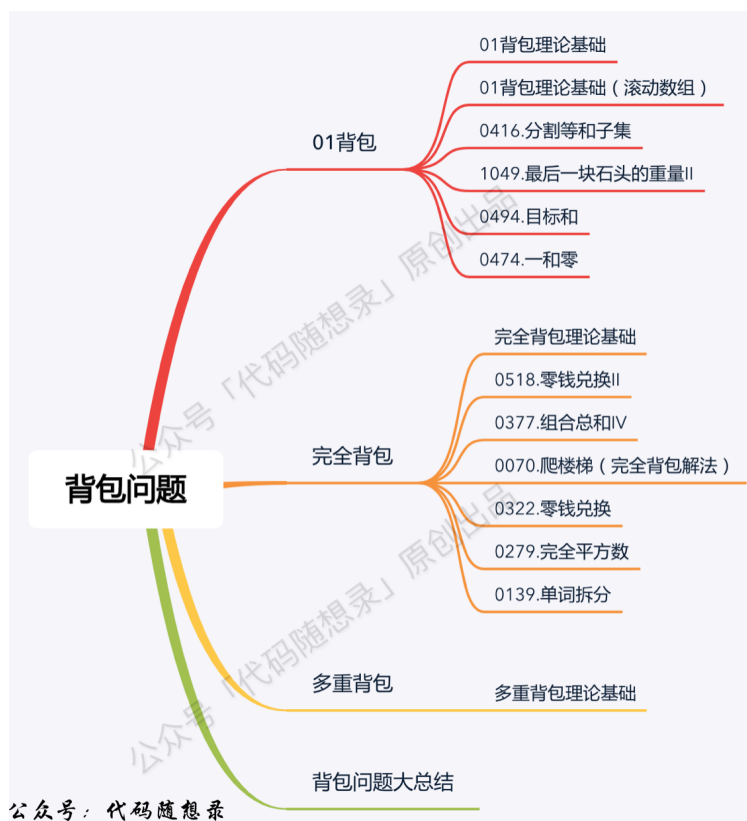 01背包理论基础
01背包理论基础（滚动数组）
01背包
0416.分割等和子集
1049.最后一块石头的重量II
0494.目标和
0474.一和零
完全背包理论基础
0518.零钱兑换II
0377.组合总和IV
完全背包
0070.爬楼梯（完全背包解法）
背包问题
0322.零钱兑换
0279.完全平方数
0139.单词拆分
多重背包
多重背包理论基础
背包问题大总结
公众号：代码随想录
公众号「代码随想录」原创出品
公众号「代码随想录」原创出品